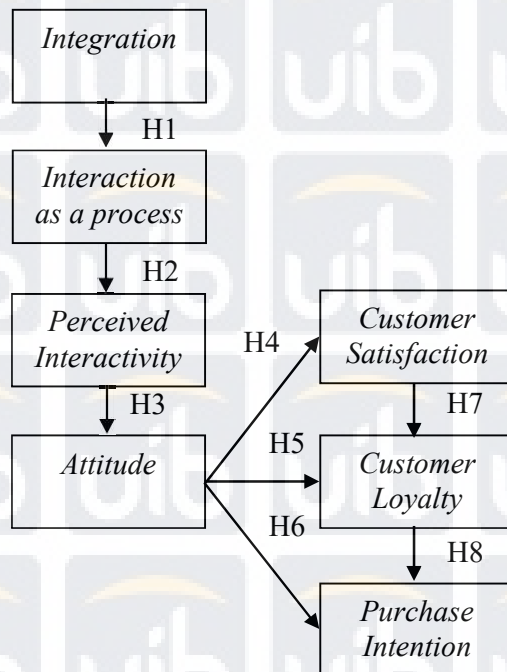 Integration
H1
Interaction
as a process
H2
Perceived
Interactivity
H3
Attitude
H4
H5
H6
Customer
Satisfaction
H7
Customer
Loyalty
H8
Purchase
Intention
uib